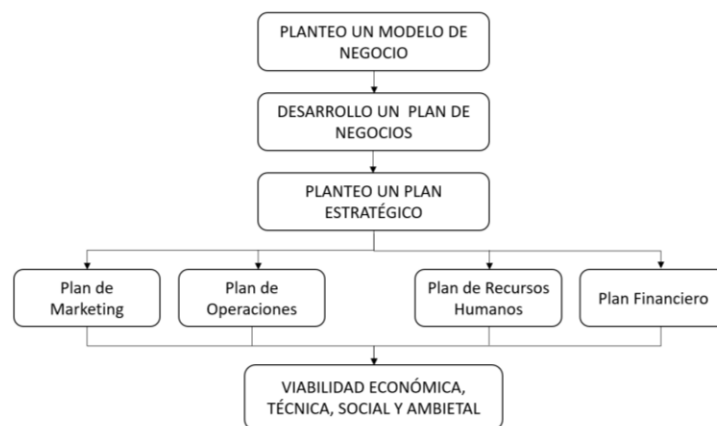 PLANTEO UN MODELO DE
NEGOCIO
DESARROLLO UN PLAN DE
NEGOCIOS
PLANTEO UN PLAN
ESTRATÉGICO
Plan de
Marketing
Plan de
Operaciones
Plan de Recursos
Humanos
Plan Financiero
VIABILIDAD ECONÓMICA,
TÉCNICA, SOCIAL Y AMBIETAL